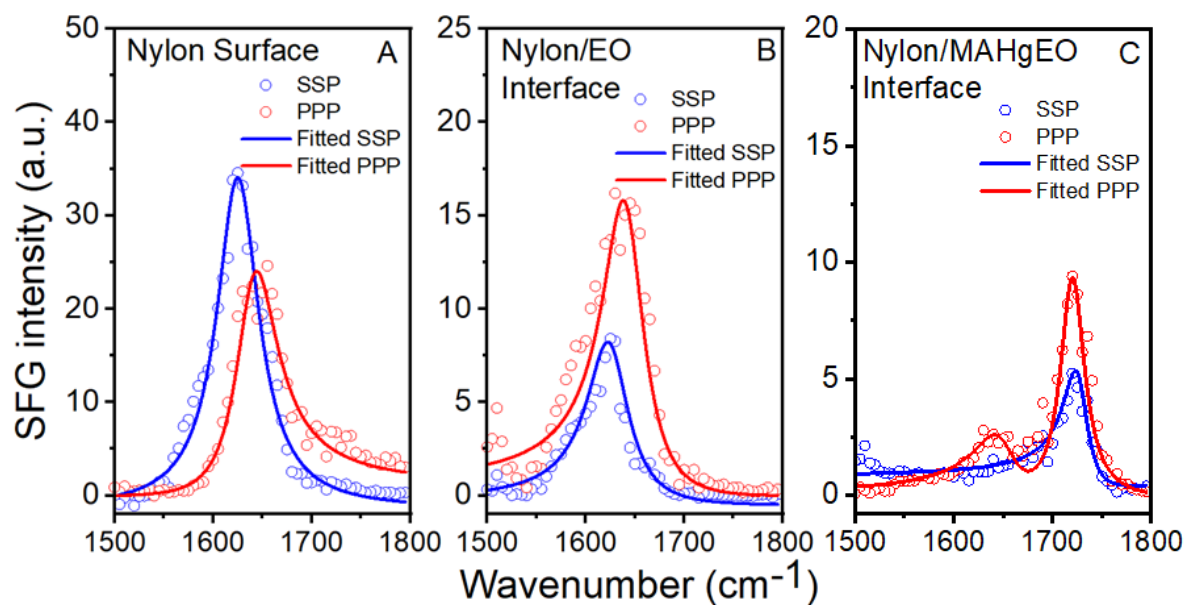 SFG intensity (a.u.)
50
40
30
20
10
0
Nylon Surface A
SSP
PPP
Fitted SSP
Fitted PPP
1500 1600 1700 1800
25
20
15
10
5
0
Nylon/EO B
Interface
SSP
PPP
Fitted SSP
Fitted PPP
1500 1600 1700 1800
20
15
10
5
0
Nylon/MAHgEO
Interface C
SSP
PPP
Fitted SSP
Fitted PPP
1500 1600 1700 1800
Wavenumber (cm⁻¹)